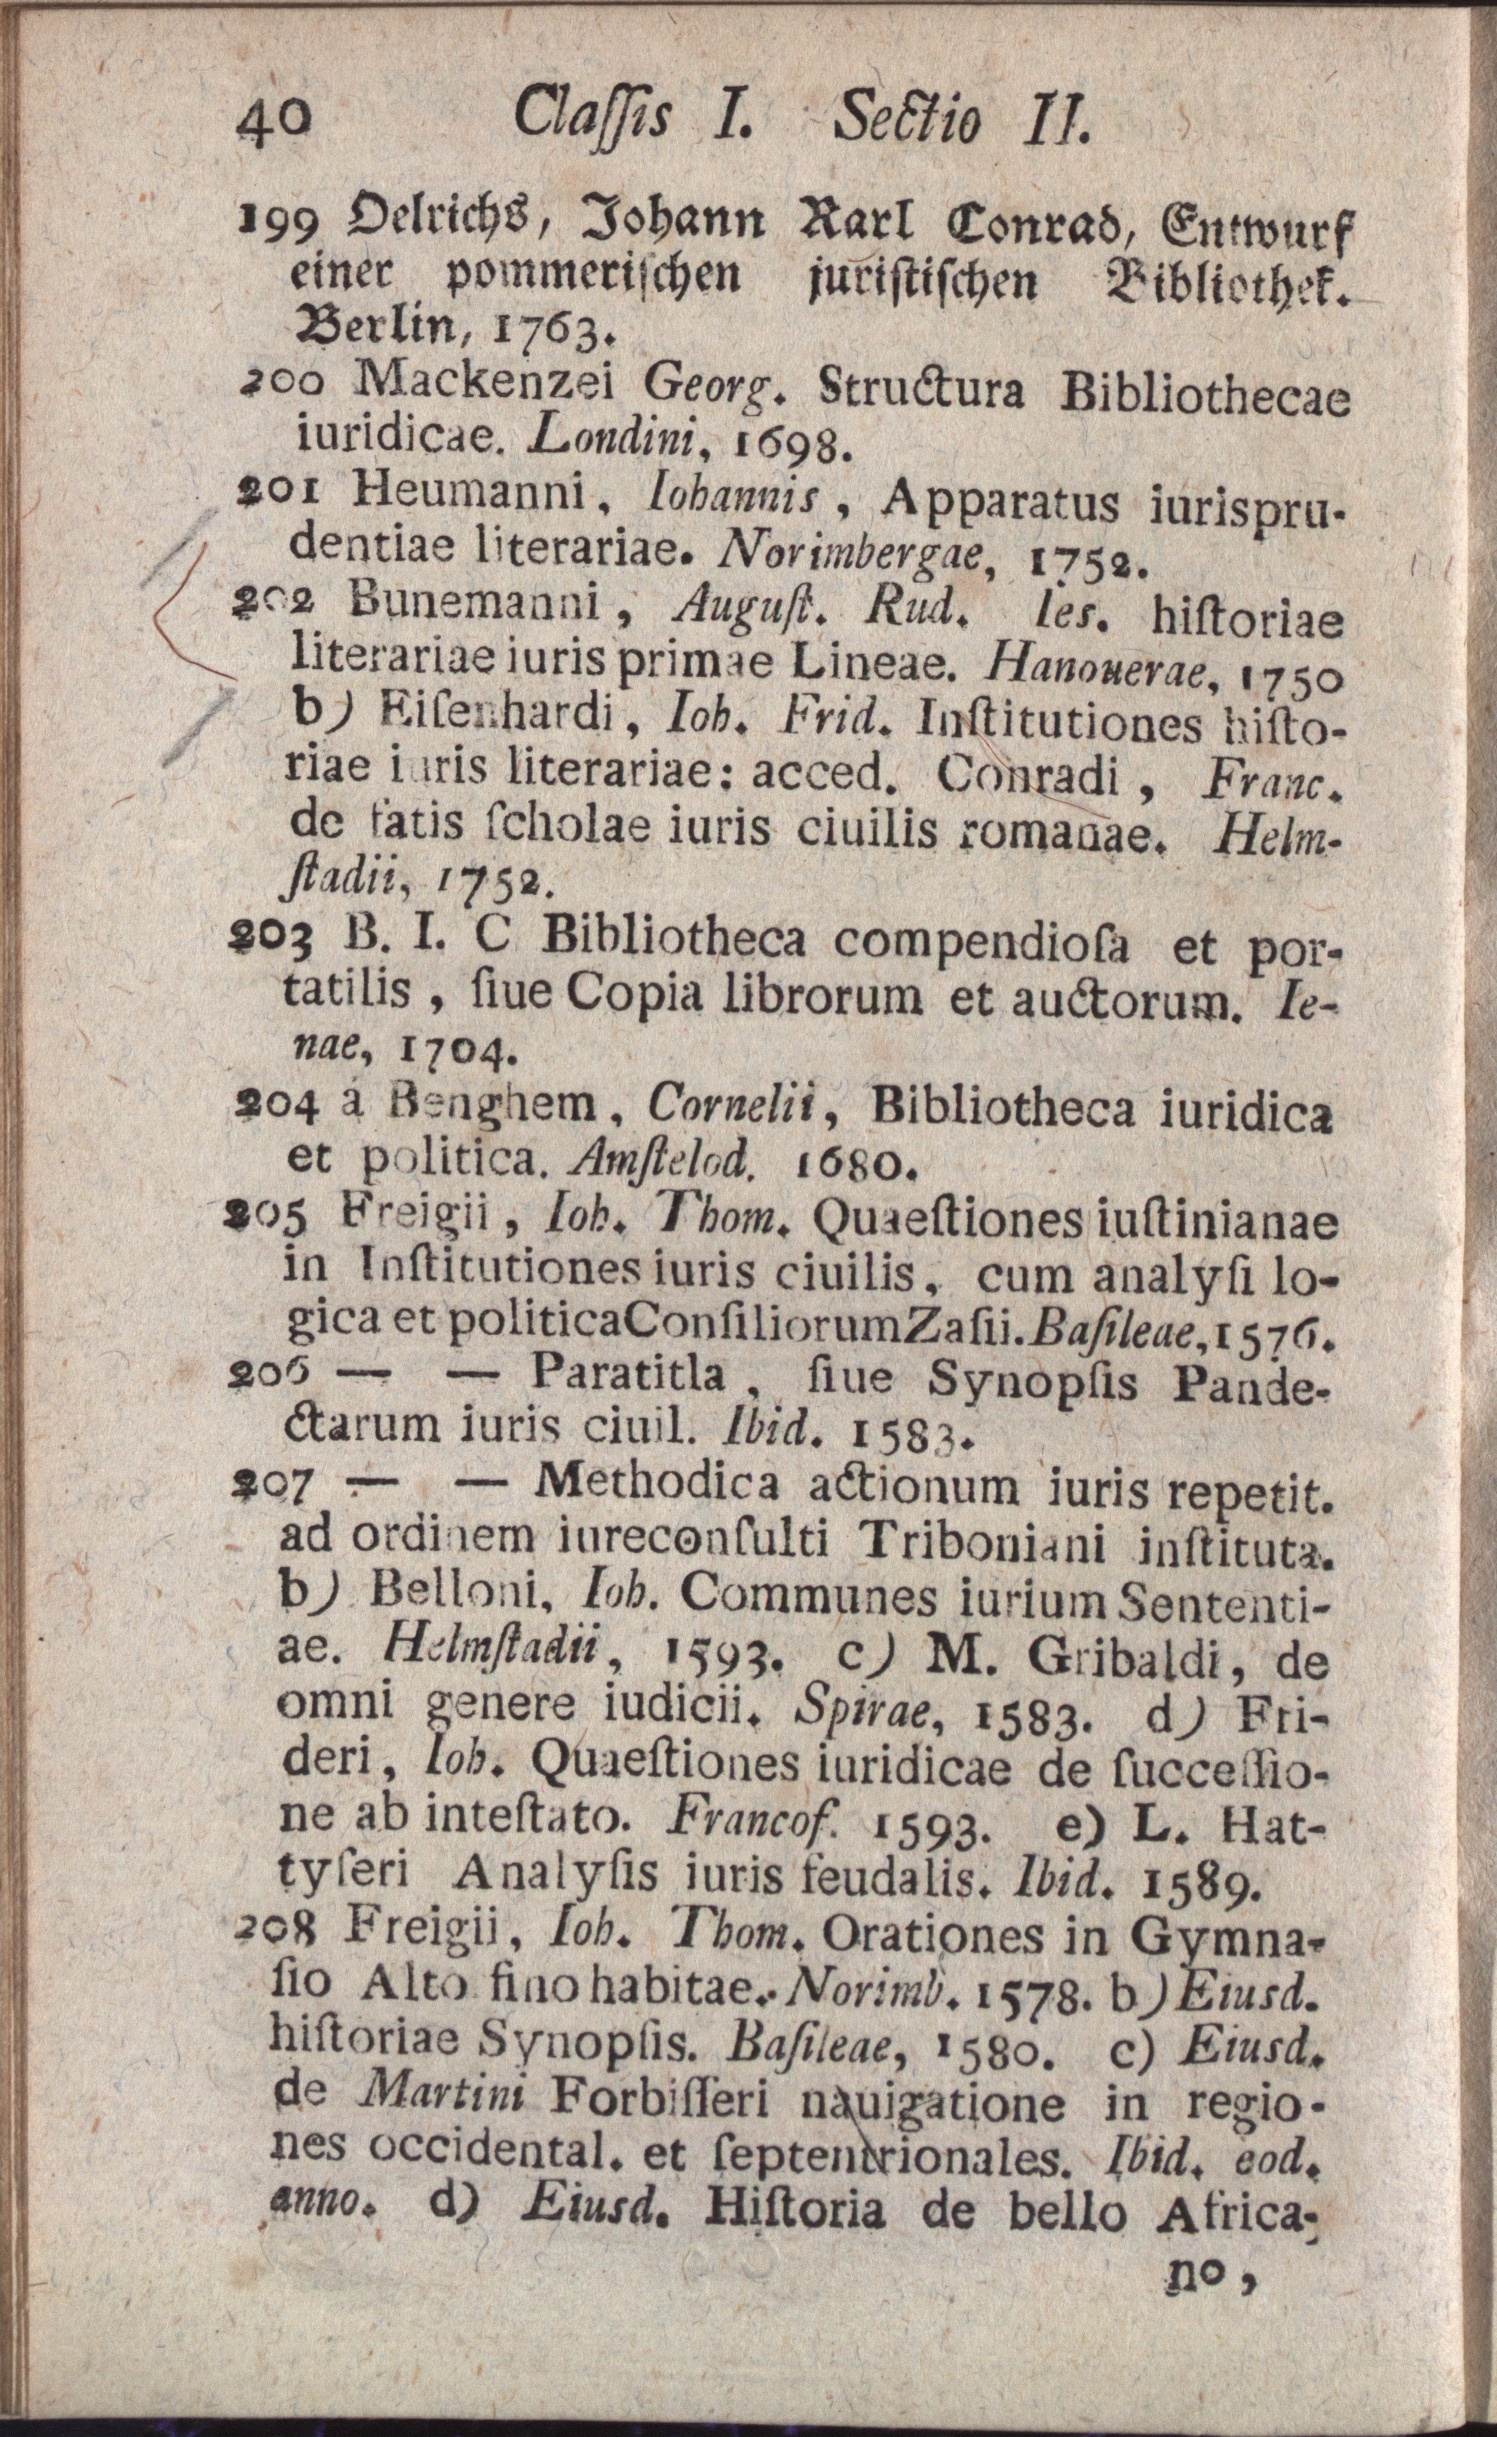 40 Claſſis I. Sectio II.
199 Oelrichs, Johann Karl Conrad, Entwurf
einer pommeriſchen juriſtiſchen Bibliothek.
Berlin, 1763.
200 Mackenzei Georg. Structura Bibliothecae
iuridicae. Londini, 1698.
201 Heumanni, Iohannis, Apparatus iurispru-
dentiae literariae. Norimbergae, 1752.
202 Bunemanni, Auguſt. Rud. Ies. hiſtoriae
literariae iuris primae Lineae. Hanouerae, 1750
b) Eiſenhardi, Ioh. Frid. Inſtitutiones hiſto-
riae iuris literariae: acced. Conradi, Franc.
de fatis ſcholae iuris ciuilis romanae. Helm-
ſtadii, 1752.
203 B. I. C Bibliotheca compendioſa et por-
tatilis, ſiue Copia librorum et auctorum. Ie-
nae, 1704.
204 á Benghem, Cornelii, Bibliotheca iuridica
et politica. Amſtelod. 1680.
205 Freigii, Ioh. Thom. Quaeſtiones iuſtinianae
in Inſtitutiones iuris ciuilis, cum analyſi lo-
gica et politica Conſiliorum Zaſii. Baſileae, 1576.
206 — — Paratitla, ſiue Synopſis Pande-
ctarum iuris ciuil. Ibid. 1583.
207 — — Methodica actionum iuris repetit.
ad ordinem iureconſulti Triboniani inſtituta.
b) Belloni, Ioh. Communes iurium Sententi-
ae. Helmſtadii, 1593. c) M. Gribaldi, de
omni genere iudicii. Spirae, 1583. d) Fri-
deri, Ioh. Quaeſtiones iuridicae de ſucceſſio-
ne ab inteſtato. Francof. 1593. e) L. Hat-
tyſeri Analyſis iuris feudalis. Ibid. 1589.
208 Freigii, Ioh. Thom. Orationes in Gymna-
ſio Alto fino habitae. Norimb. 1578. b) Eiusd.
hiſtoriae Synopſis. Baſileae, 1580. c) Eiusd.
de Martini Forbiſſeri nauigatione in regio-
nes occidental. et ſeptentrionales. Ibid. eod.
anno. d) Eiusd. Hiſtoria de bello Africa-
no,